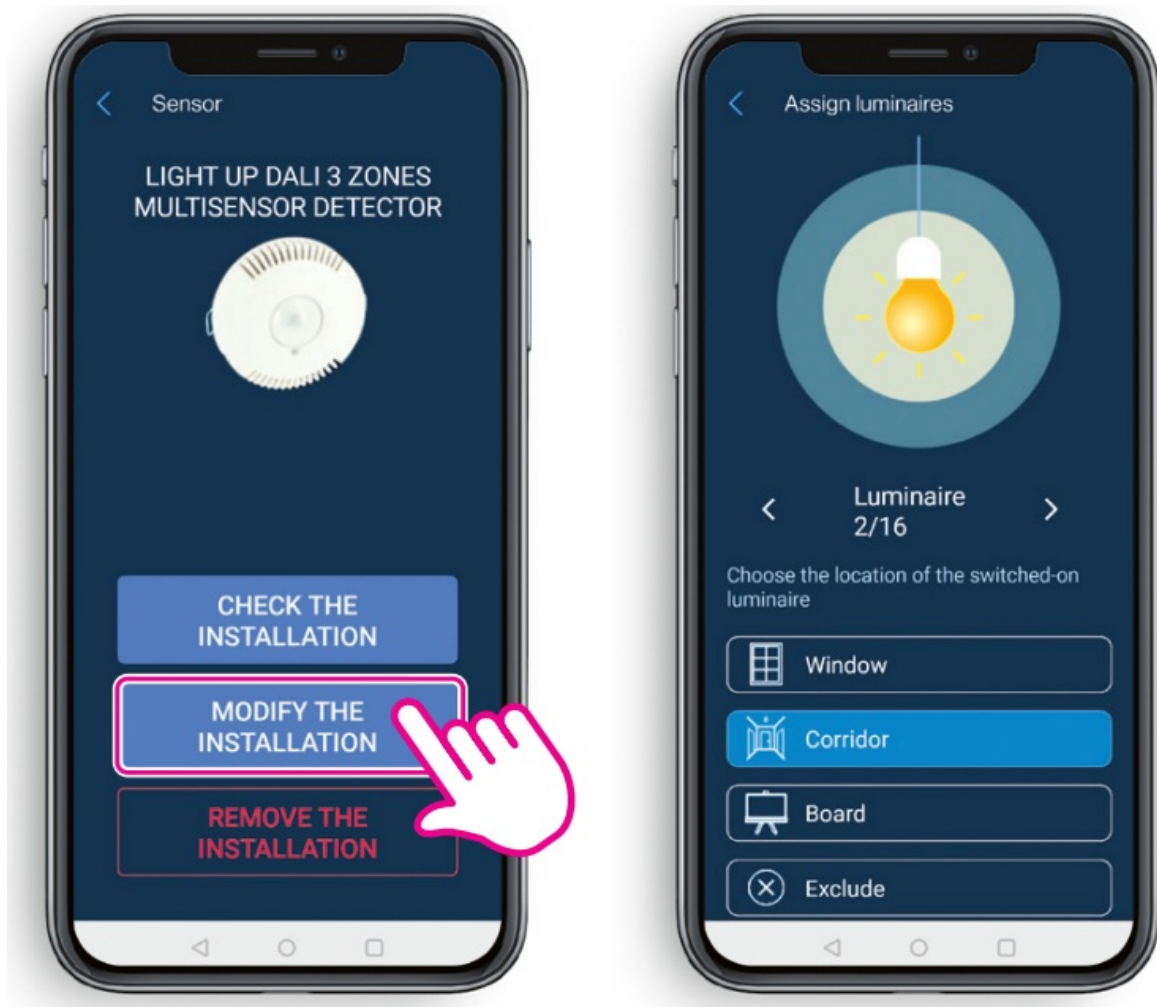 Sensor
LIGHT UP DALI 3 ZONES
MULTISENSOR DETECTOR
CHECK THE
INSTALLATION
MODIFY THE
INSTALLATION
REMOVE THE
INSTALLATION
Assign luminaires
Luminaire
2/16
Choose the location of the switched-on
luminaire
Window
Corridor
Board
Exclude